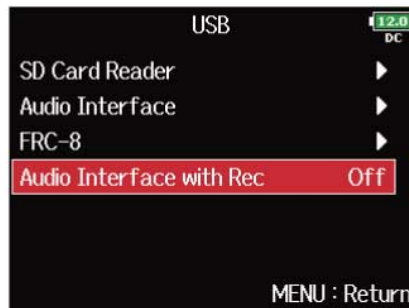 USB
12.0
DC
SD Card Reader
Audio Interface
FRC-8
Audio Interface with Rec Off
MENU : Return